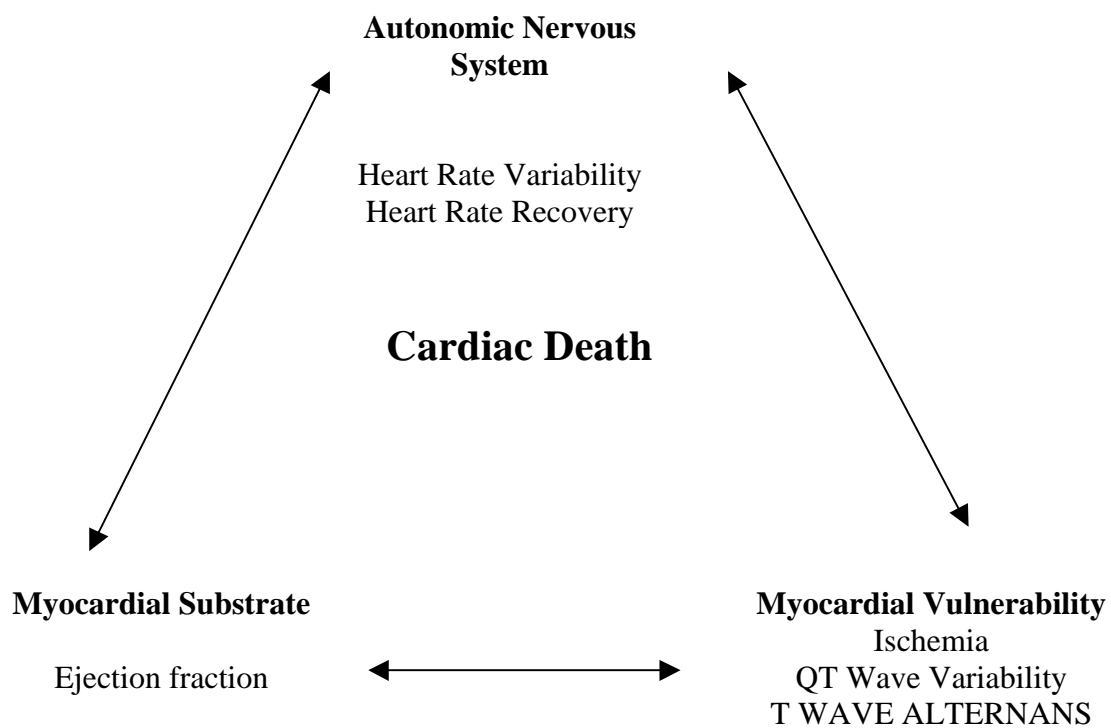 Autonomic Nervous
System
Heart Rate Variability
Heart Rate Recovery
Cardiac Death
Myocardial Substrate
Ejection fraction
Myocardial Vulnerability
Ischemia
QT Wave Variability
T WAVE ALTERNANS